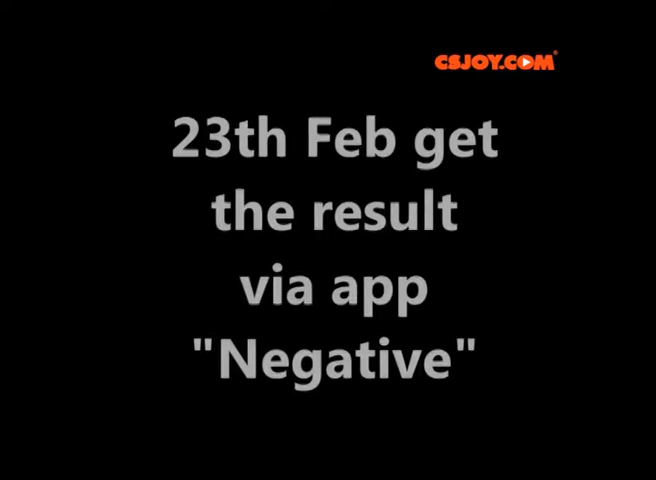 CSJOY.COM®
23th Feb get
the result
via app
"Negative"